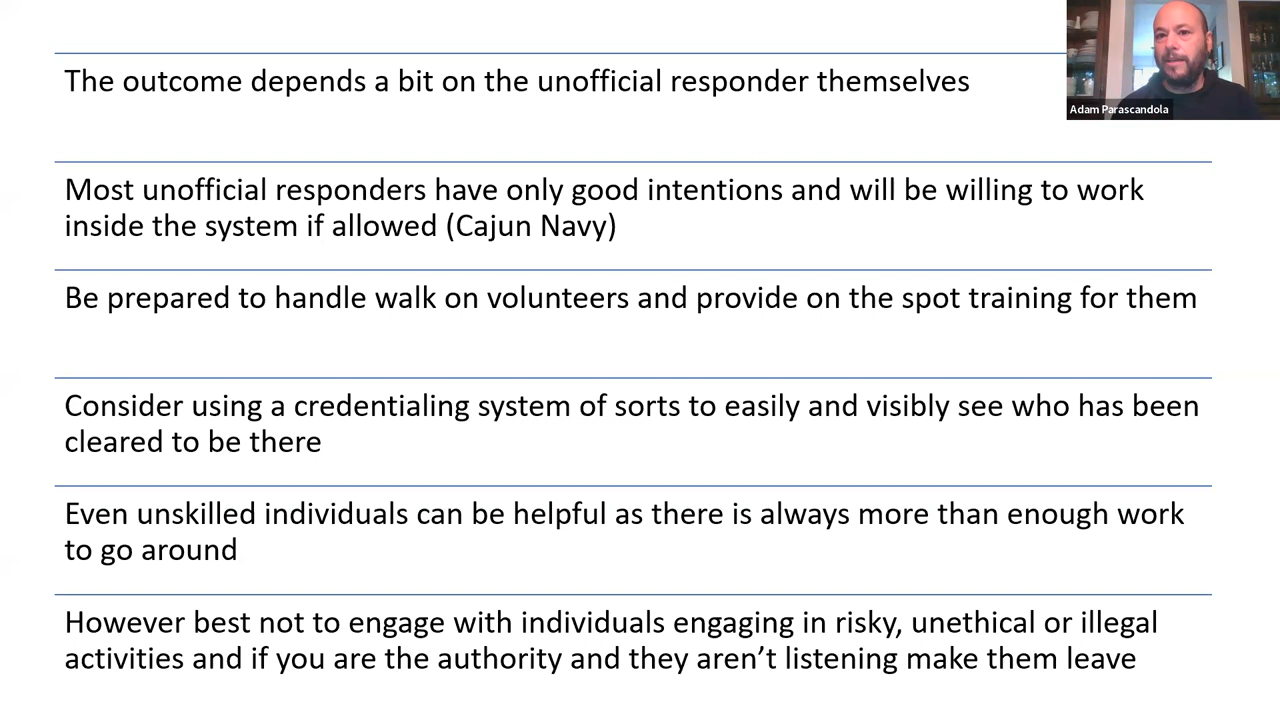 The outcome depends a bit on the unofficial responder themselves
Adam Parascandola
Most unofficial responders have only good intentions and will be willing to work
inside the system if allowed (Cajun Navy)
Be prepared to handle walk on volunteers and provide on the spot training for them
Consider using a credentialing system of sorts to easily and visibly see who has been
cleared to be there
Even unskilled individuals can be helpful as there is always more than enough work
to go around
However best not to engage with individuals engaging in risky, unethical or illegal
activities and if you are the authority and they aren’t listening make them leave